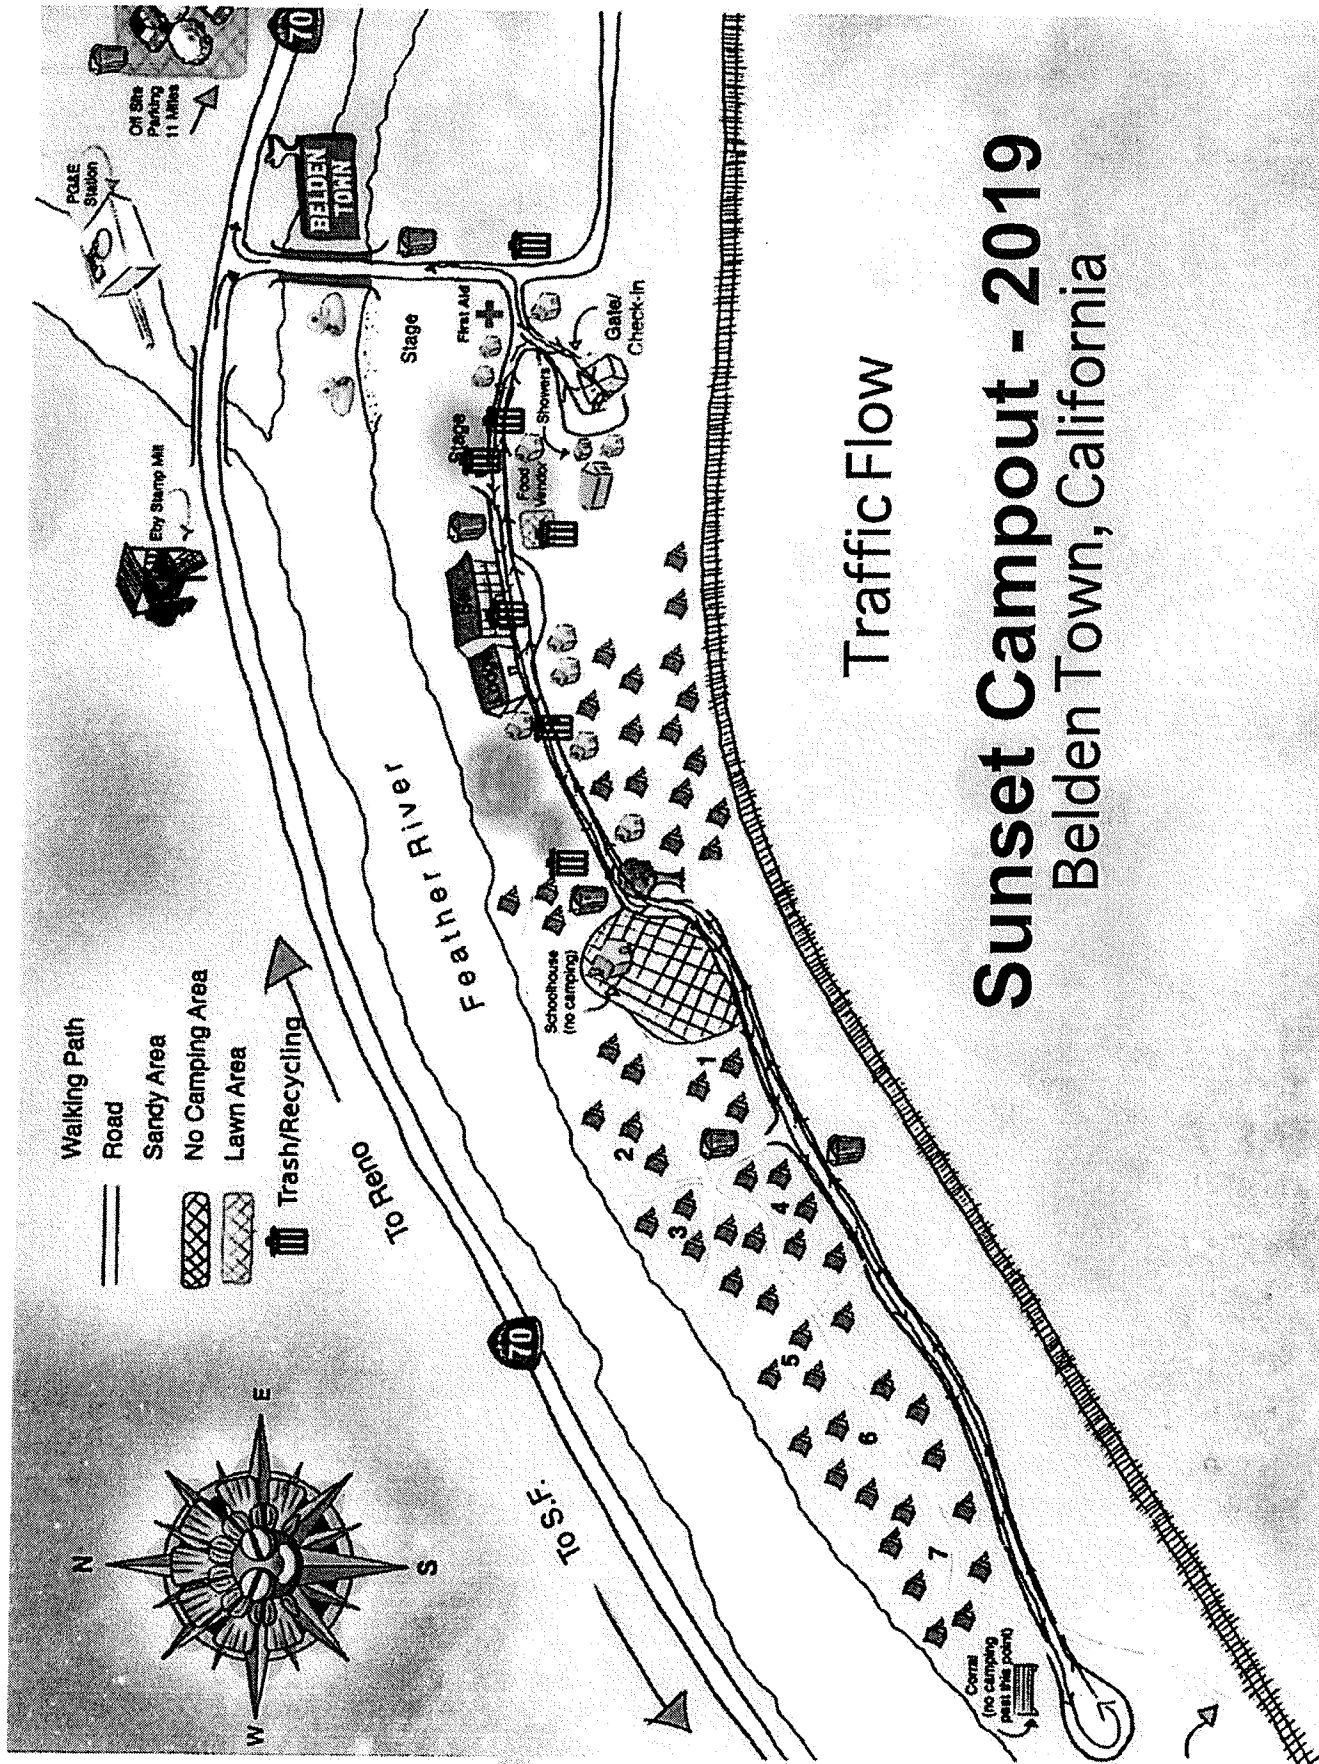 N
W
E
S
Walking Path
Road
Sandy Area
No Camping Area
Lawn Area
Trash/Recycling
To Reno
To S.F.
70
Feather River
Eby Stamp Mill
PG&E
Station
Off Site
Parking
11 Miles
70
BELDEN
TOWN
Stage
First Aid
Stage
Food
Vendor
Showers
Gate/
Check-in
Schoolhouse
(no camping)
1
2
3
4
5
6
7
Corral
(no camping
past this point)
Traffic Flow
Sunset Campout - 2019
Belden Town, California